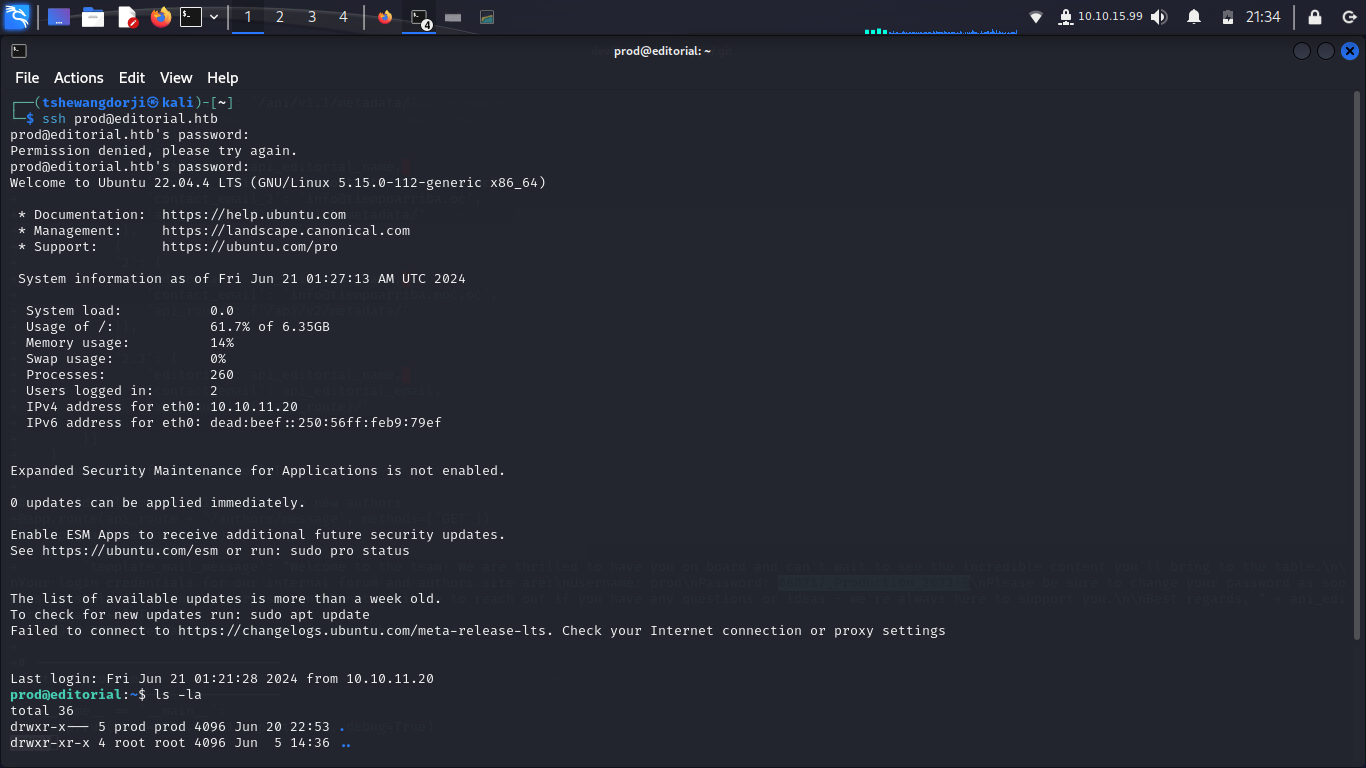 1 2 3 4 4 10.10.15.99 21:34
prod@editorial: ~
File Actions Edit View Help
┌──(tshewangdorji㉿kali)-[~]
└─$ ssh prod@editorial.htb
prod@editorial.htb's password:
Permission denied, please try again.
prod@editorial.htb's password:
Welcome to Ubuntu 22.04.4 LTS (GNU/Linux 5.15.0-112-generic x86_64)
* Documentation: https://help.ubuntu.com
* Management: https://landscape.canonical.com
* Support: https://ubuntu.com/pro
System information as of Fri Jun 21 01:27:13 AM UTC 2024
System load: 0.0
Usage of /: 61.7% of 6.35GB
Memory usage: 14%
Swap usage: 0%
Processes: 260
Users logged in: 2
IPv4 address for eth0: 10.10.11.20
IPv6 address for eth0: dead:beef::250:56ff:feb9:79ef
Expanded Security Maintenance for Applications is not enabled.
0 updates can be applied immediately.
Enable ESM Apps to receive additional future security updates.
See https://ubuntu.com/esm or run: sudo pro status
The list of available updates is more than a week old.
To check for new updates run: sudo apt update
Failed to connect to https://changelogs.ubuntu.com/meta-release-lts. Check your Internet connection or proxy settings
Last login: Fri Jun 21 01:21:28 2024 from 10.10.11.20
prod@editorial:~$ ls -la
total 36
drwxr-x--- 5 prod prod 4096 Jun 20 22:53 .
drwxr-xr-x 4 root root 4096 Jun  5 14:36 ..